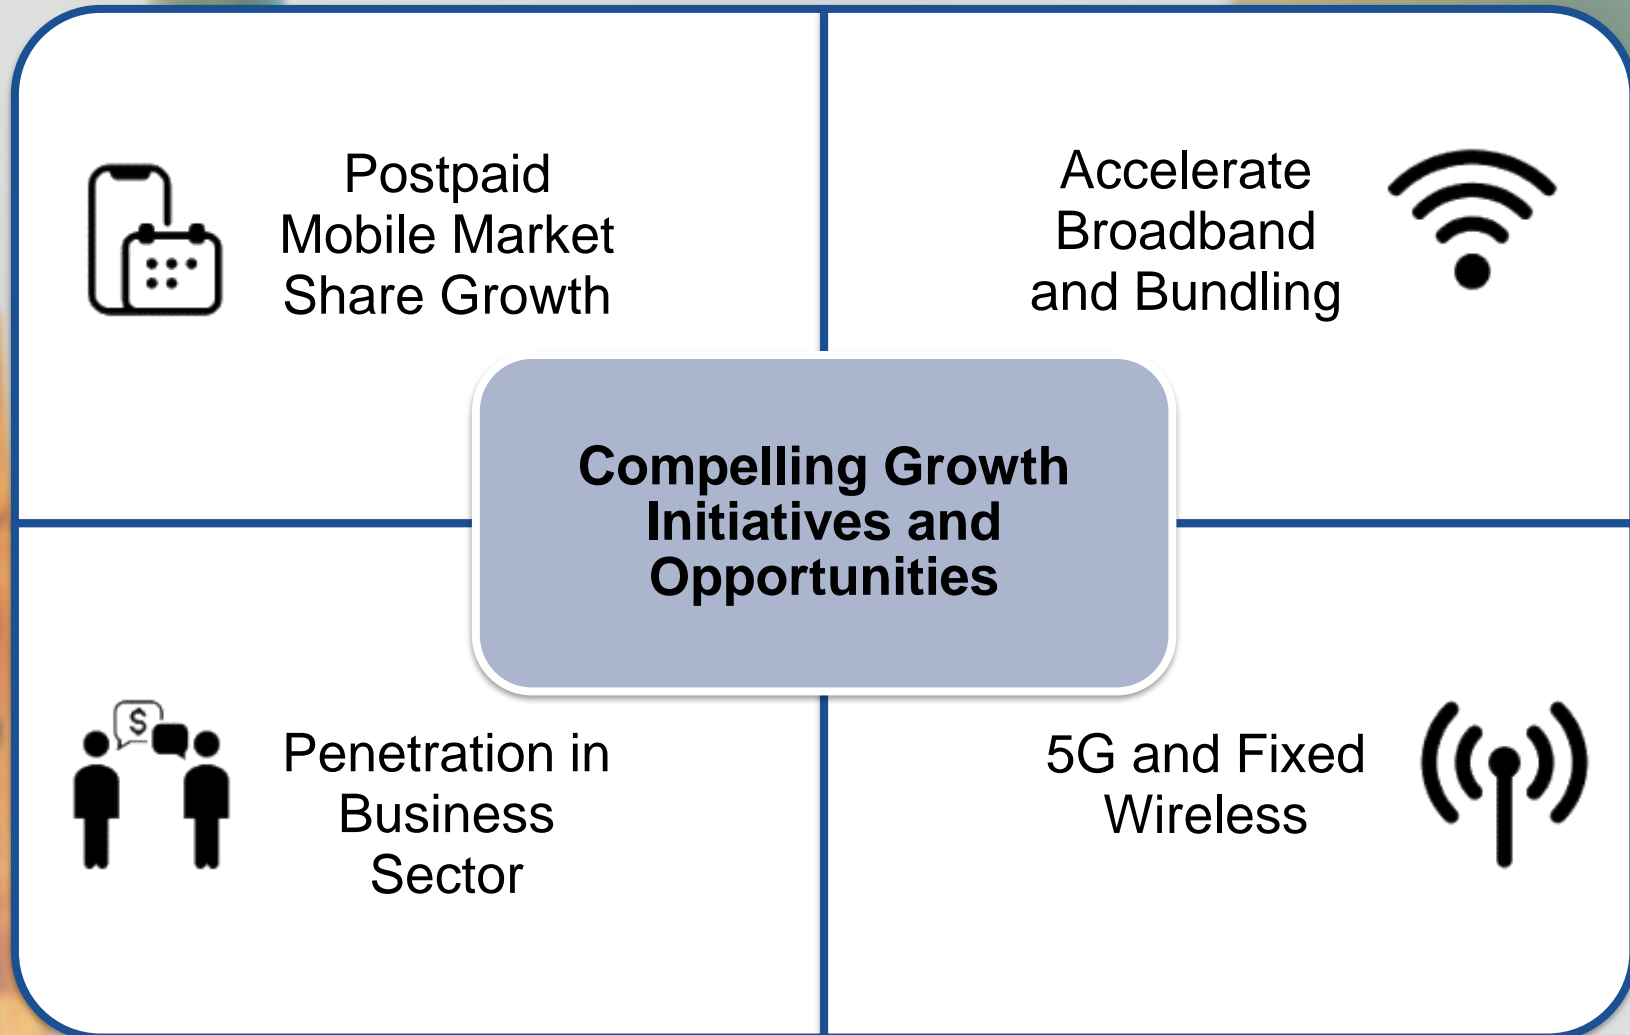 Postpaid
Mobile Market
Share Growth
Accelerate
Broadband
and Bundling
Compelling Growth
Initiatives and
Opportunities
$
Penetration in
Business
Sector
5G and Fixed
Wireless